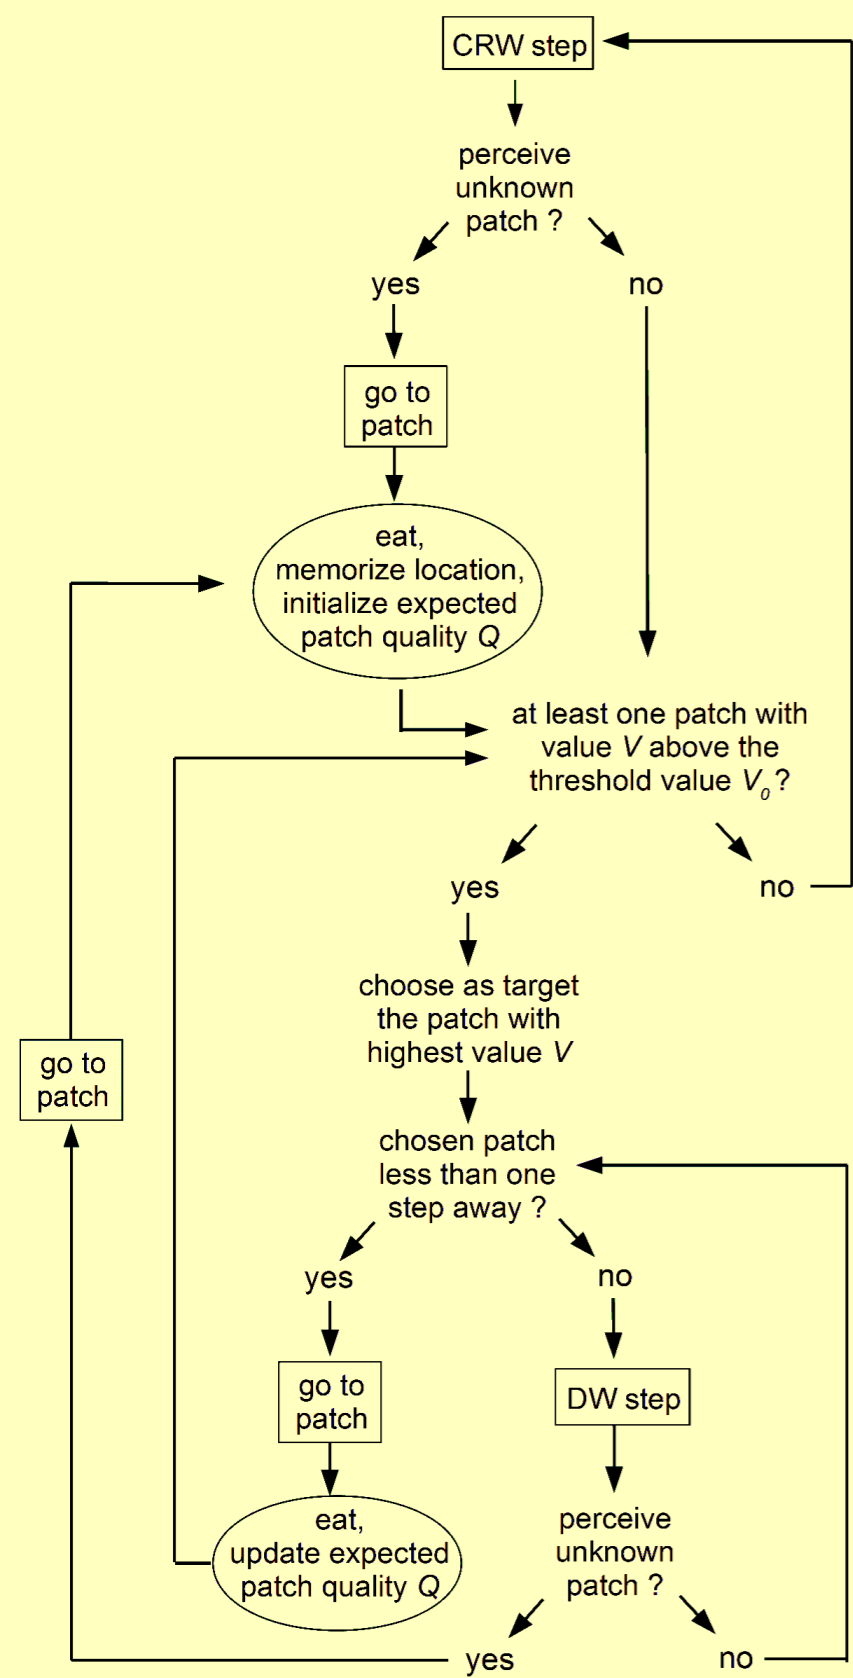 CRW step
perceive
unknown
patch ?
yes
no
go to
patch
eat,
memorize location,
initialize expected
patch quality Q
at least one patch with
value V above the
threshold value V₀ ?
yes
no
choose as target
the patch with
highest value V
go to
patch
chosen patch
less than one
step away ?
yes
no
go to
patch
DW step
eat,
update expected
patch quality Q
perceive
unknown
patch ?
yes
no